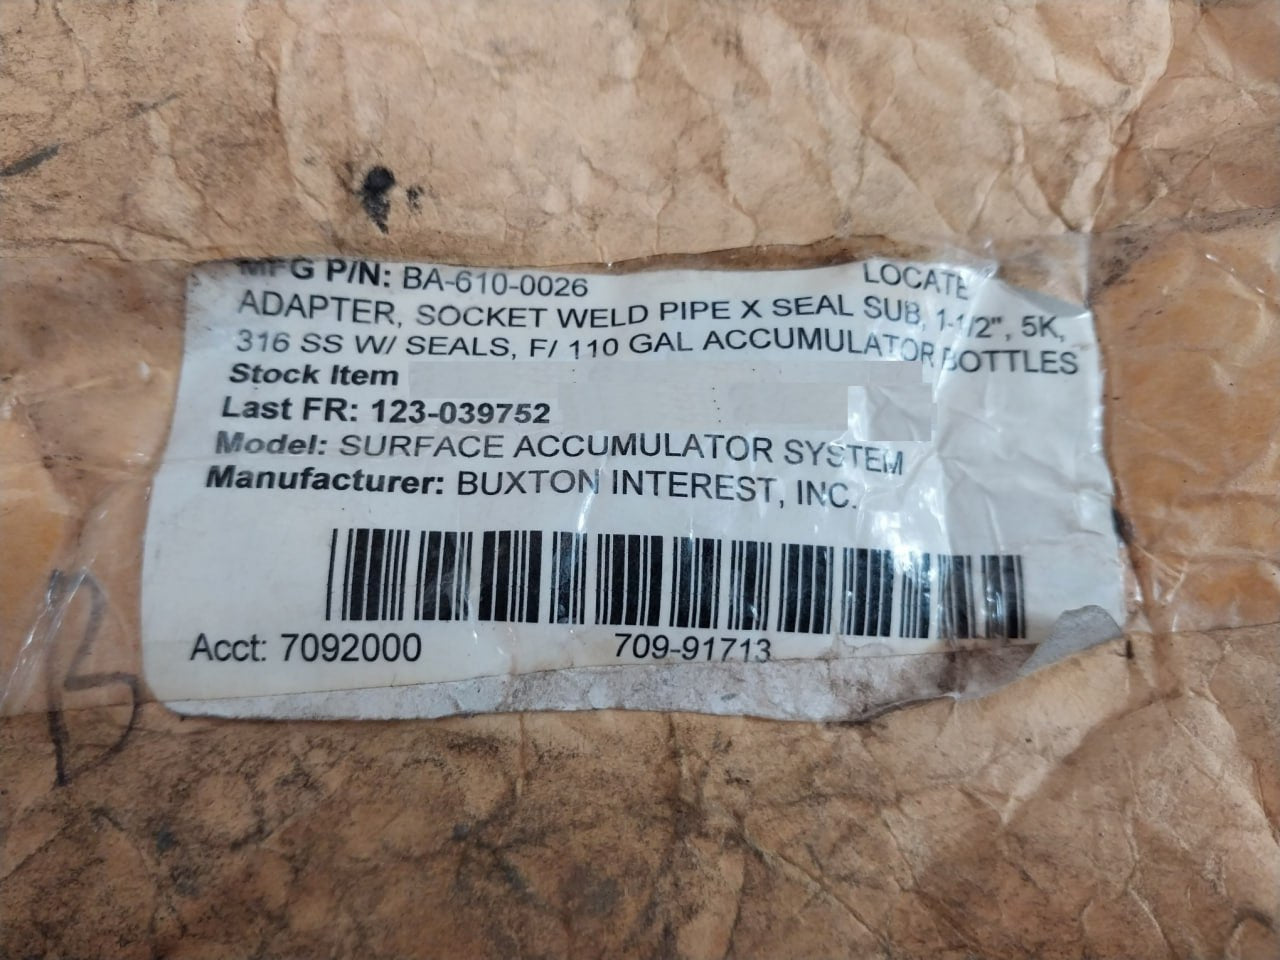 MFG P/N: BA-610-0026 LOCATE
ADAPTER, SOCKET WELD PIPE X SEAL SUB, 1-1/2", 5K,
316 SS W/ SEALS, F/ 110 GAL ACCUMULATOR BOTTLES
Stock Item
Last FR: 123-039752
Model: SURFACE ACCUMULATOR SYSTEM
Manufacturer: BUXTON INTEREST, INC.
Acct: 7092000 709-91713